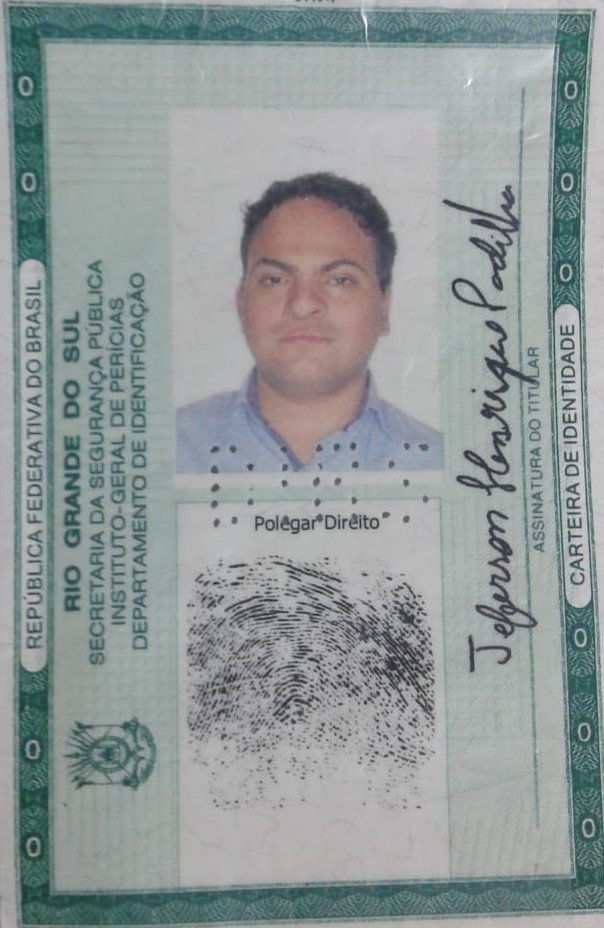 REPÚBLICA FEDERATIVA DO BRASIL
RIO GRANDE DO SUL
SECRETARIA DA SEGURANÇA PÚBLICA
INSTITUTO-GERAL DE PERÍCIAS
DEPARTAMENTO DE IDENTIFICAÇÃO
Polegar Direito
Jeferson Henrique Padilha
ASSINATURA DO TITULAR
CARTEIRA DE IDENTIDADE